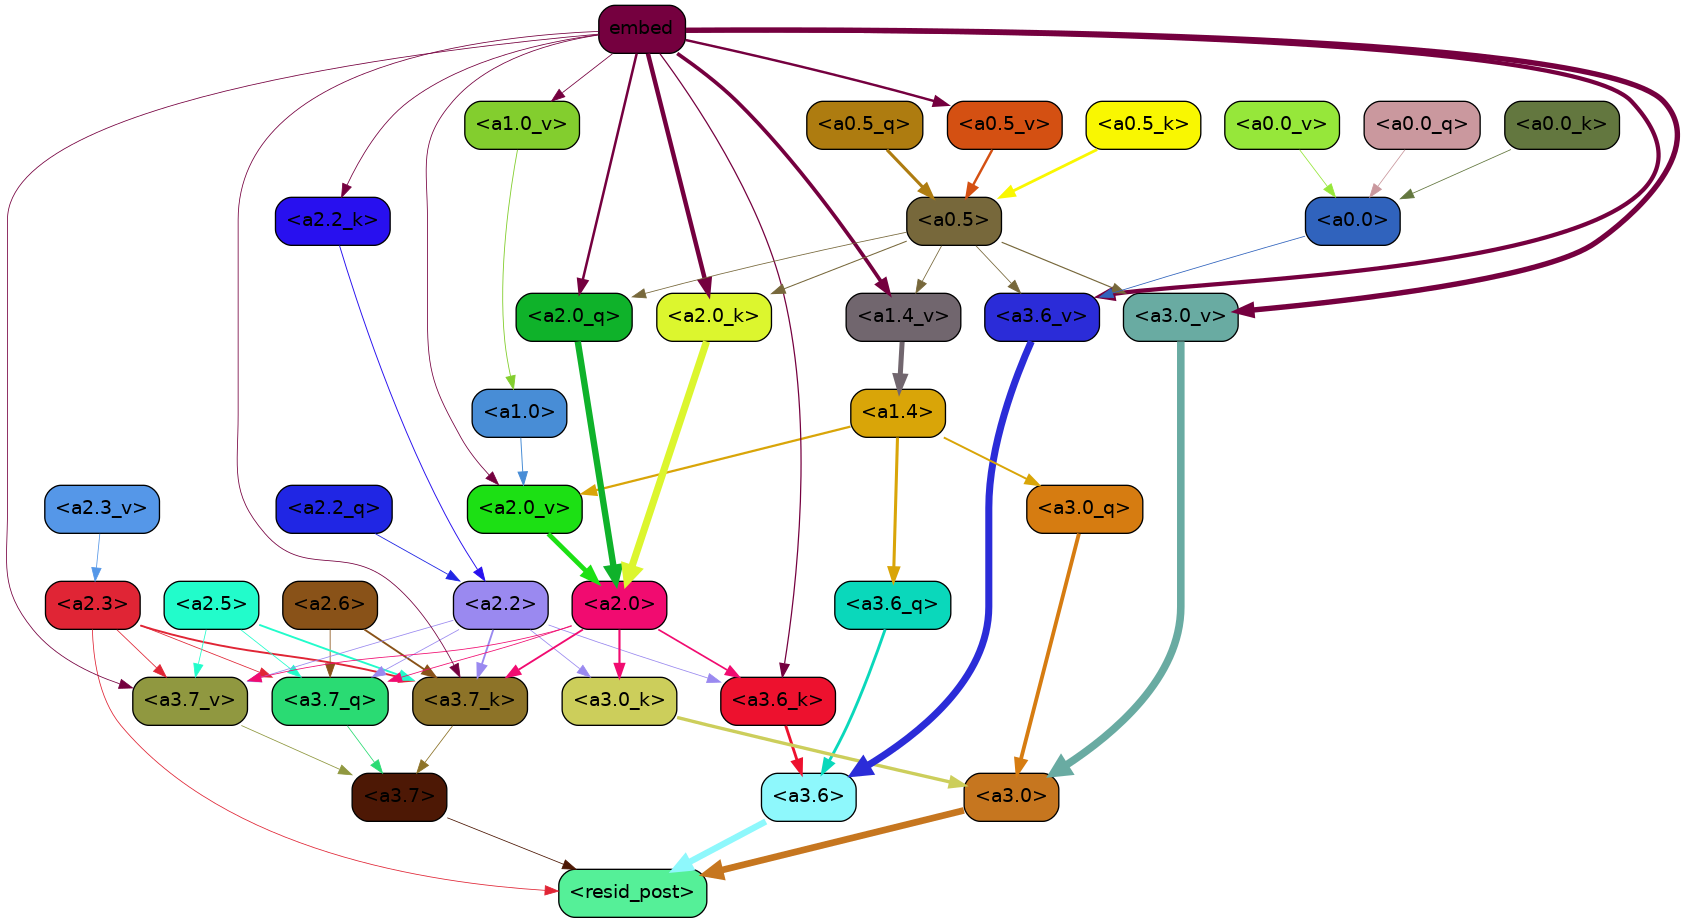 embed
<a1.0_v>
<a0.5_q>
<a0.5_v>
<a0.5_k>
<a0.0_v>
<a0.0_q>
<a0.0_k>
<a2.2_k>
<a0.5>
<a0.0>
<a2.0_q>
<a2.0_k>
<a1.4_v>
<a3.6_v>
<a3.0_v>
<a1.0>
<a1.4>
<a2.3_v>
<a2.2_q>
<a2.0_v>
<a3.0_q>
<a2.3>
<a2.5>
<a2.6>
<a2.2>
<a2.0>
<a3.6_q>
<a3.7_v>
<a3.7_q>
<a3.7_k>
<a3.0_k>
<a3.6_k>
<a3.7>
<a3.6>
<a3.0>
<resid_post>